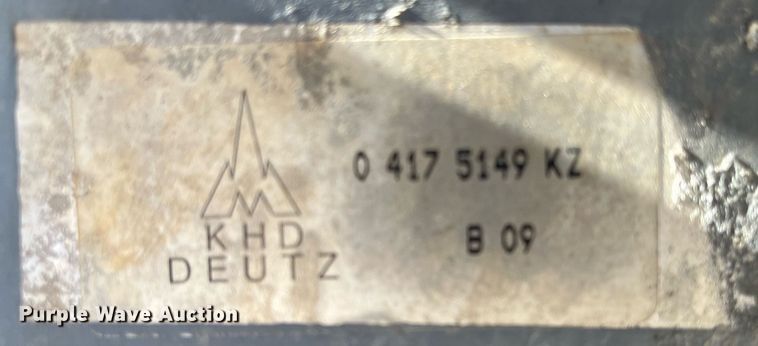 0 417 5149 KZ
B 09
KHD
DEUTZ
Purple Wave Auction